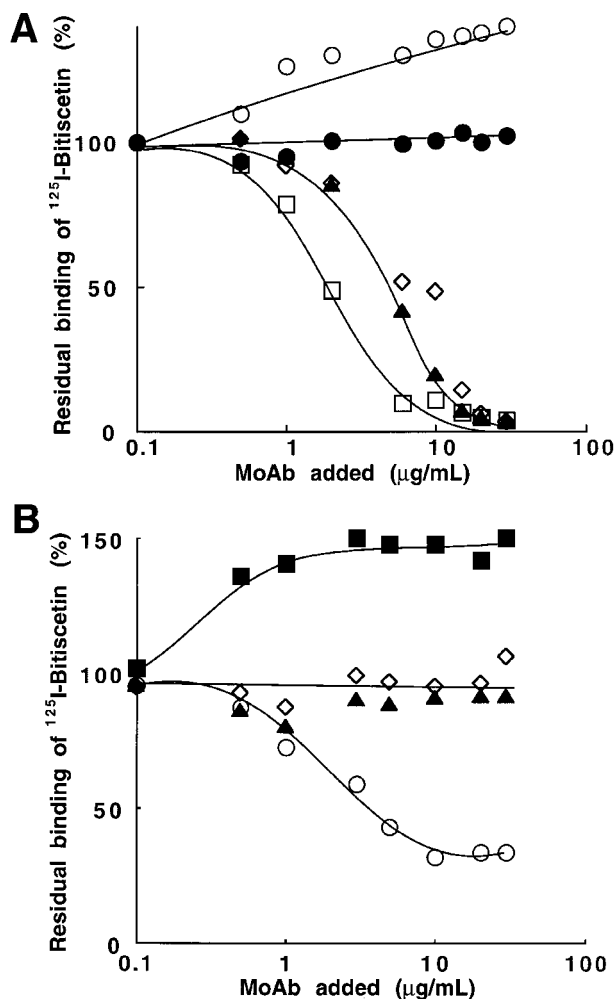 A
Residual binding of ¹²⁵I-Bitiscetin (%)
100
50
0
0.1
1
10
100
MoAb added (μg/mL)
B
Residual binding of ¹²⁵I-Bitiscetin (%)
150
100
50
0
0.1
1
10
100
MoAb added (μg/mL)